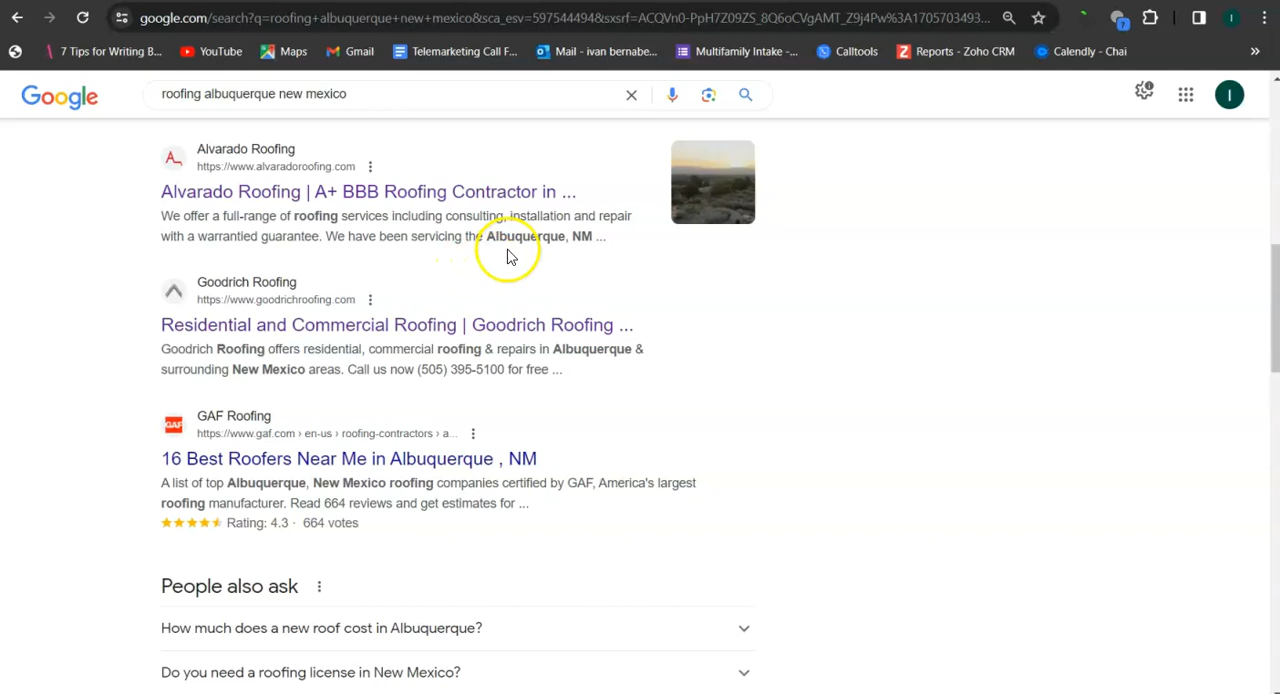 google.com/search?q=roofing+albuquerque+new+mexico&sca_esv=597544494&sxsrf=ACQVn0-PpH7Z09ZS_8Q6oCVgAMT_Z9j4Pw%3A1705703493...
7 Tips for Writing B... YouTube Maps Gmail Telemarketing Call F... Mail - ivan bernabe... Multifamily Intake -... Calltools Reports - Zoho CRM Calendly - Chai »
Google roofing albuquerque new mexico I
Alvarado Roofing
https://www.alvaradoroofing.com
Alvarado Roofing | A+ BBB Roofing Contractor in ...
We offer a full-range of roofing services including consulting, installation and repair
with a warrantied guarantee. We have been servicing the Albuquerque, NM ...
Goodrich Roofing
https://www.goodrichroofing.com
Residential and Commercial Roofing | Goodrich Roofing ...
Goodrich Roofing offers residential, commercial roofing & repairs in Albuquerque &
surrounding New Mexico areas. Call us now (505) 395-5100 for free ...
GAF
GAF Roofing
https://www.gaf.com › en-us › roofing-contractors › a...
16 Best Roofers Near Me in Albuquerque , NM
A list of top Albuquerque, New Mexico roofing companies certified by GAF, America's largest
roofing manufacturer. Read 664 reviews and get estimates for ...
Rating: 4.3 · 664 votes
People also ask
How much does a new roof cost in Albuquerque?
Do you need a roofing license in New Mexico?